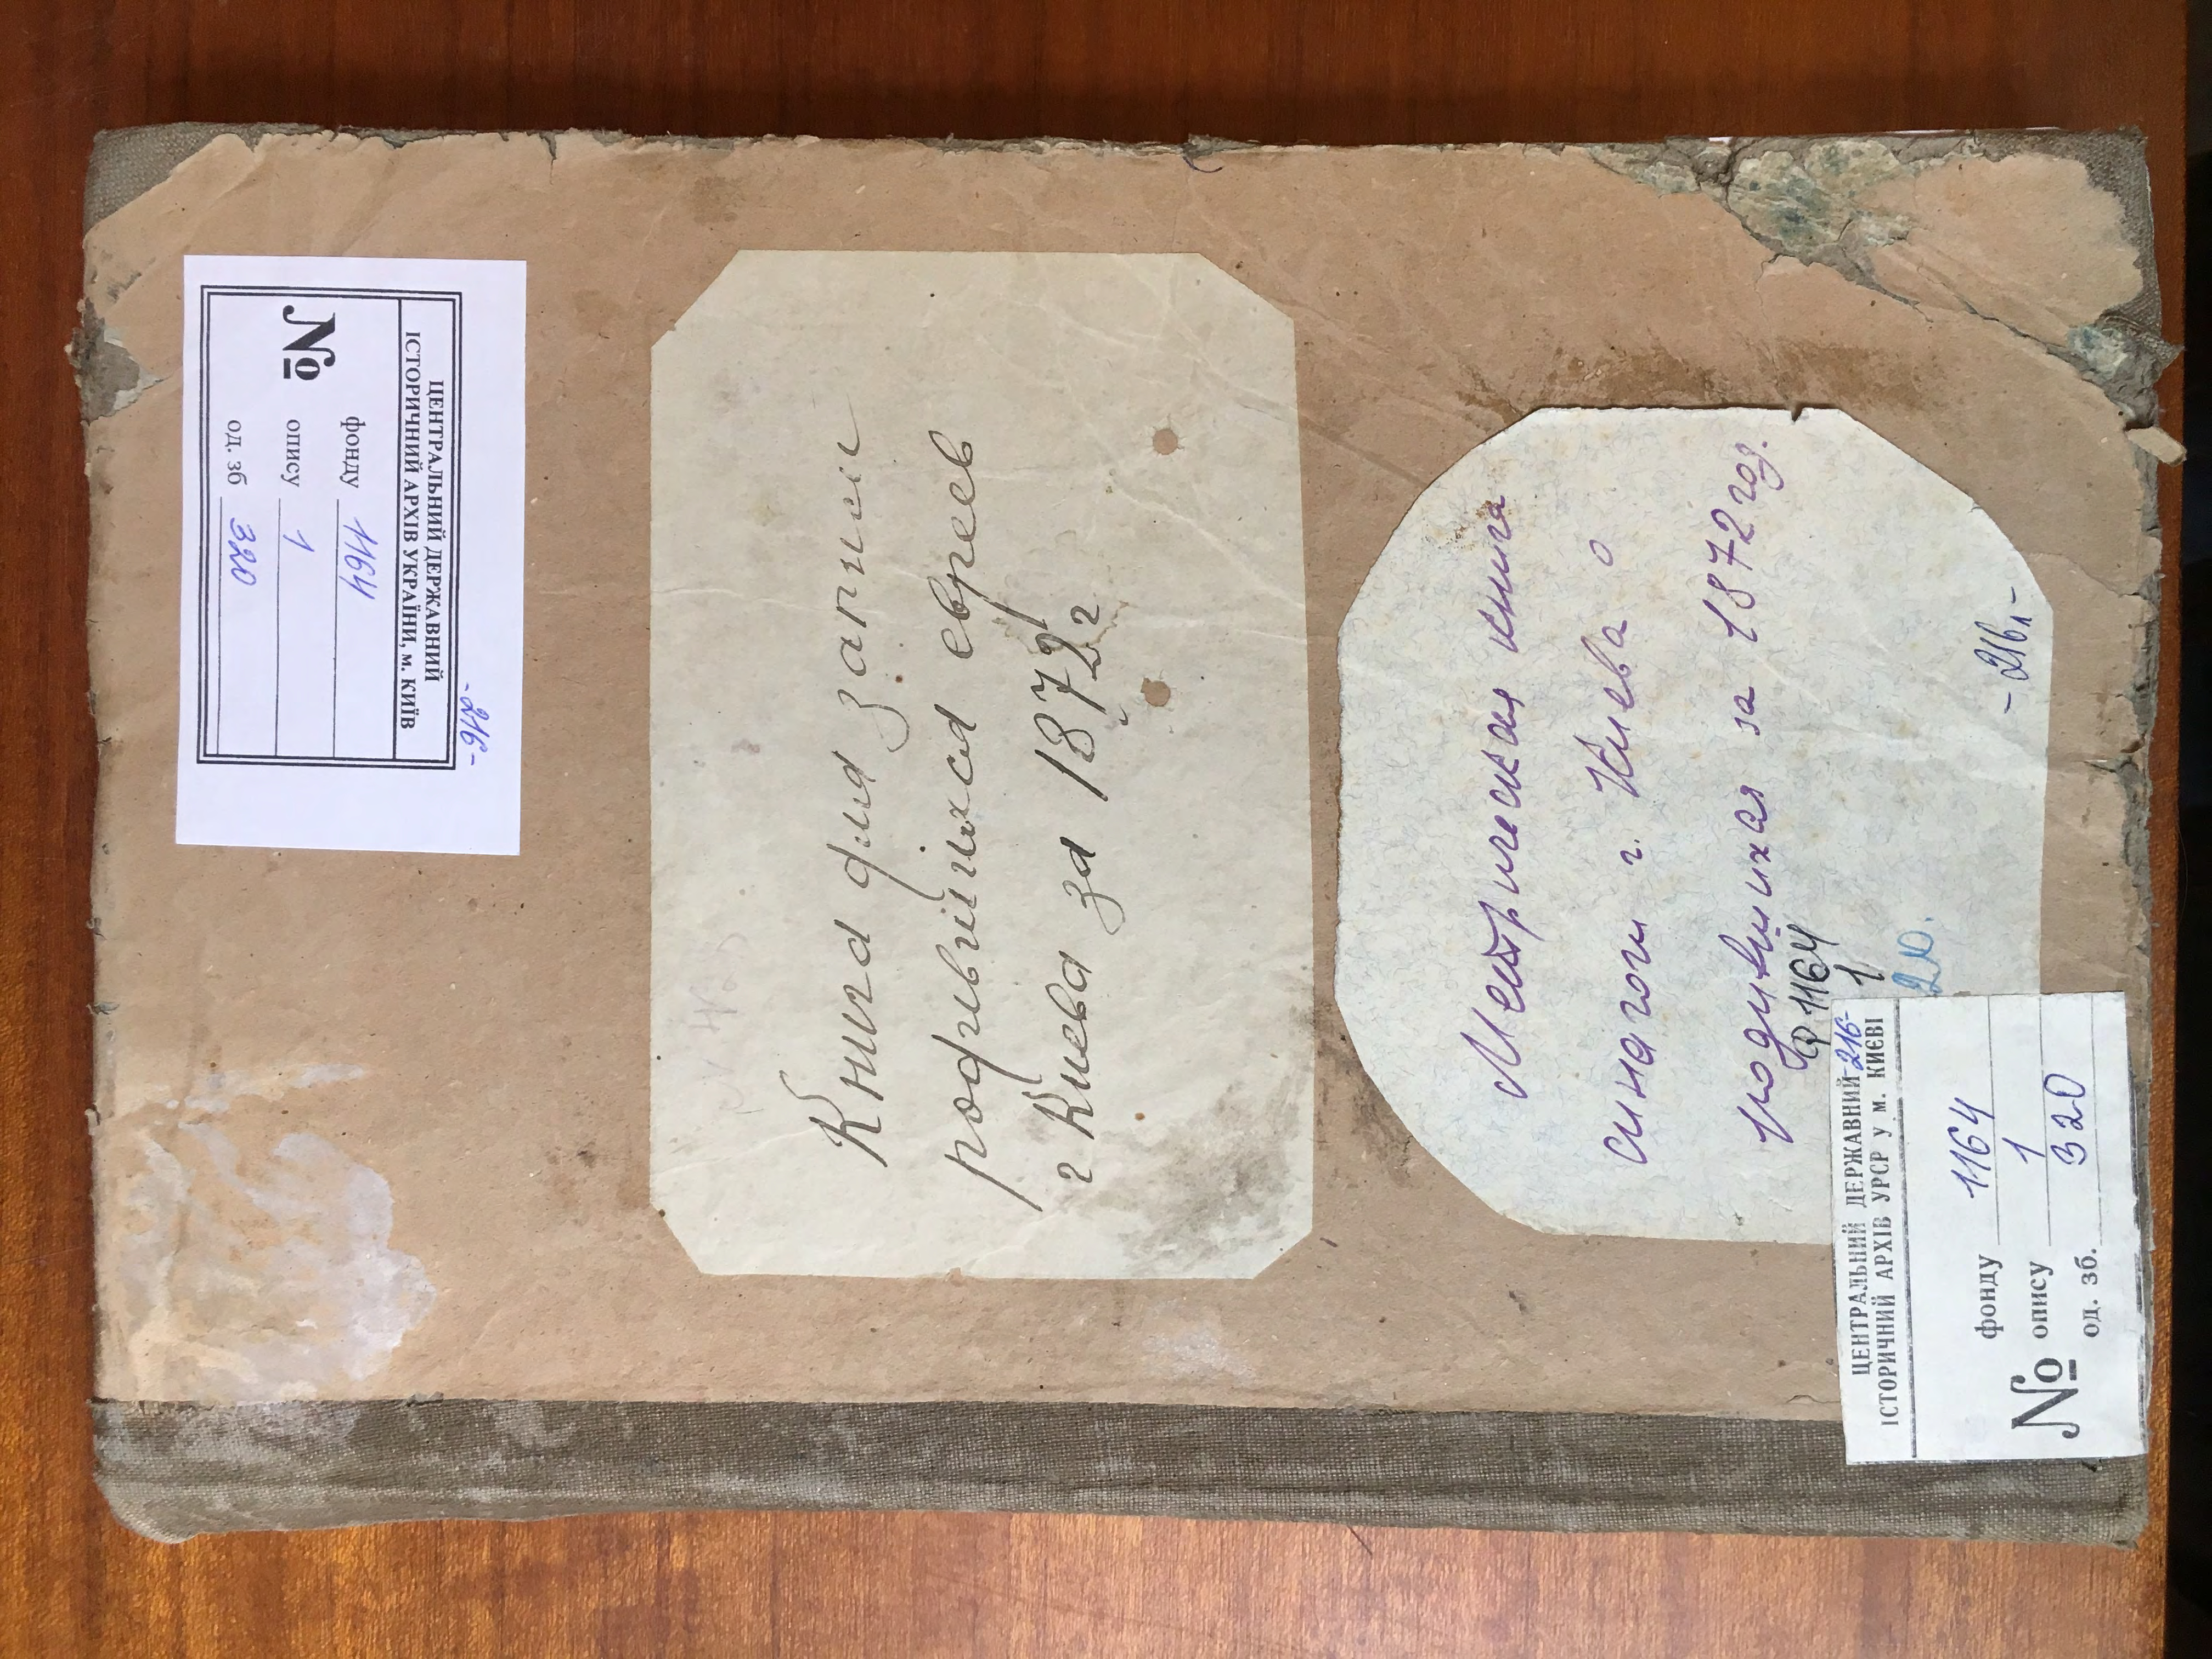 Книга для записи
родившихся евреев
г Киева за 1872 г
Метрическая книга
синагоги г. Киева о
родившихся за 1872 год.
ф 1164
1
- 216 л -
ЦЕНТРАЛЬНИЙ ДЕРЖАВНИЙ -216-
ІСТОРИЧНИЙ АРХІВ УРСР у м. КИЄВІ
№
фонду 1164
опису 1
од. зб. 320
-216-
ЦЕНТРАЛЬНИЙ ДЕРЖАВНИЙ
ІСТОРИЧНИЙ АРХІВ УКРАЇНИ, м. КИЇВ
№
фонду 1164
опису 1
од. зб 320